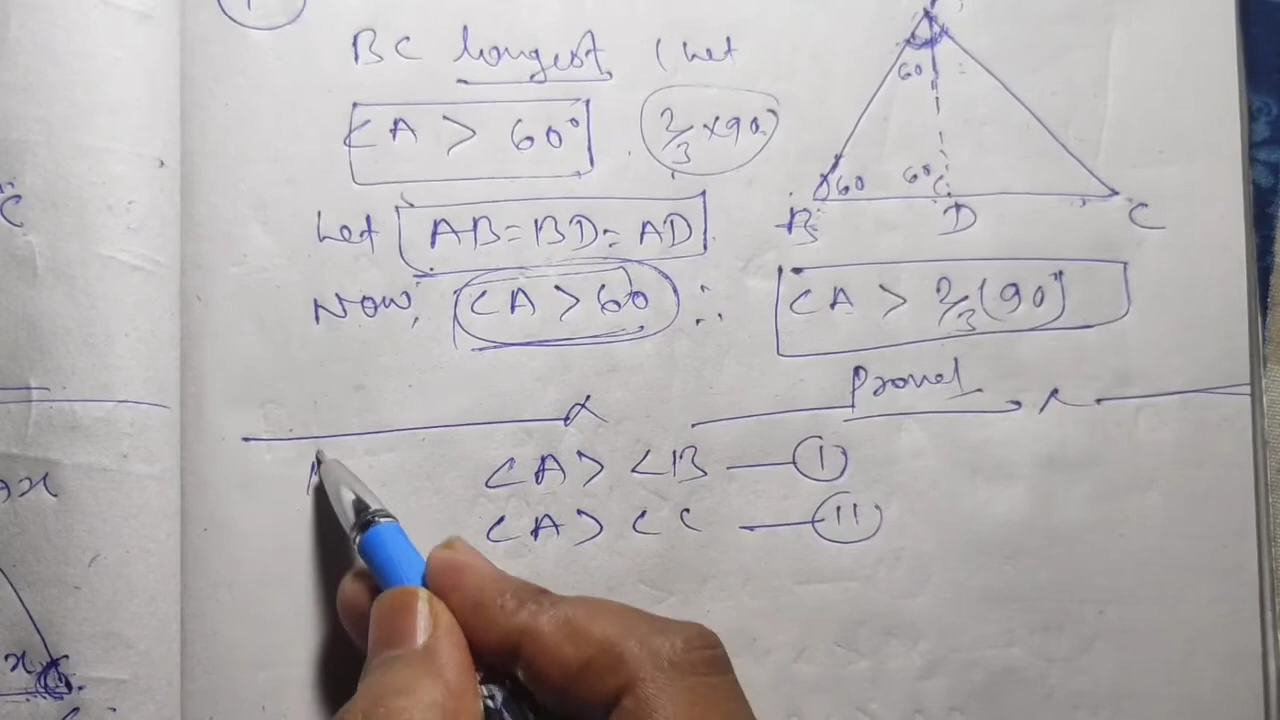 BC longest (Let
<A > 60° 2/3 × 90°
Let AB = BD = AD
Now, <A > 60 ∴ <A > 2/3 (90°)
Proved
<A > <B — I
<A > <C — II
60
60
60°
B D C
C
x
x